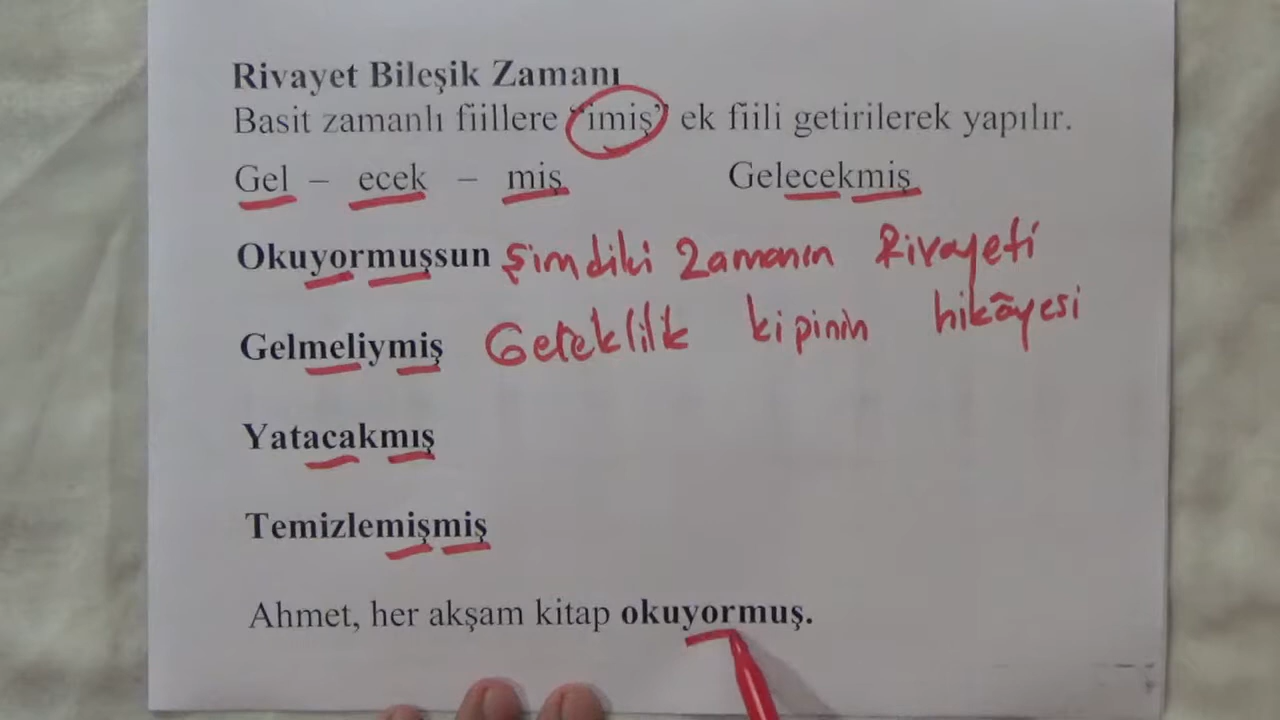 Rivayet Bileşik Zamanı
Basit zamanlı fiillere “imiş” ek fiili getirilerek yapılır.
Gel – ecek – miş Gelecekmiş
Okuyormuşsun Şimdiki Zamanın Rivayeti
Gelmeliymiş Gereklilik kipinin hikâyesi
Yatacakmış
Temizlemişmiş
Ahmet, her akşam kitap okuyormuş.